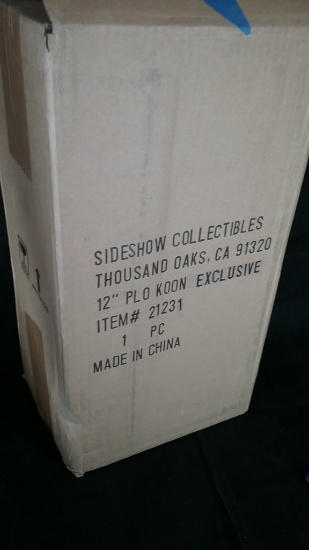 SIDESHOW COLLECTIBLES
THOUSAND OAKS, CA 91320
12" PLO KOON EXCLUSIVE
ITEM# 21231
1 PC
MADE IN CHINA